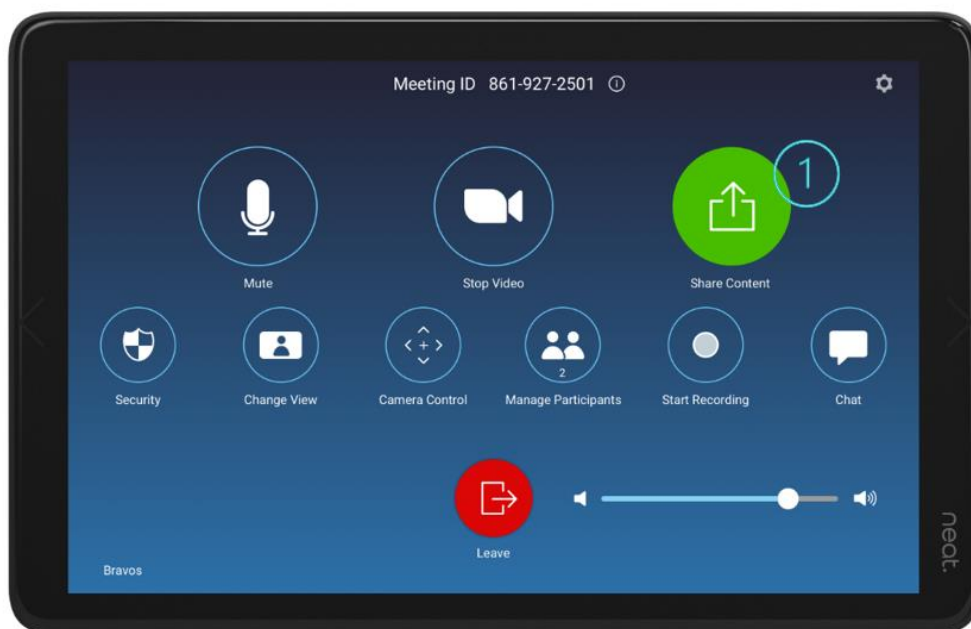 Meeting ID 861-927-2501
1
Mute
Stop Video
Share Content
2
Security
Change View
Camera Control
Manage Participants
Start Recording
Chat
Leave
Bravos
neat.